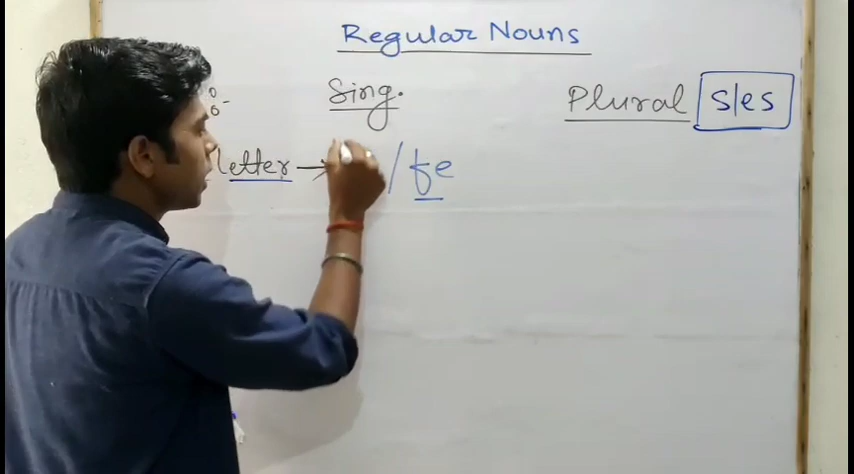 Regular Nouns
Sing. Plural s/es
letter → / fe